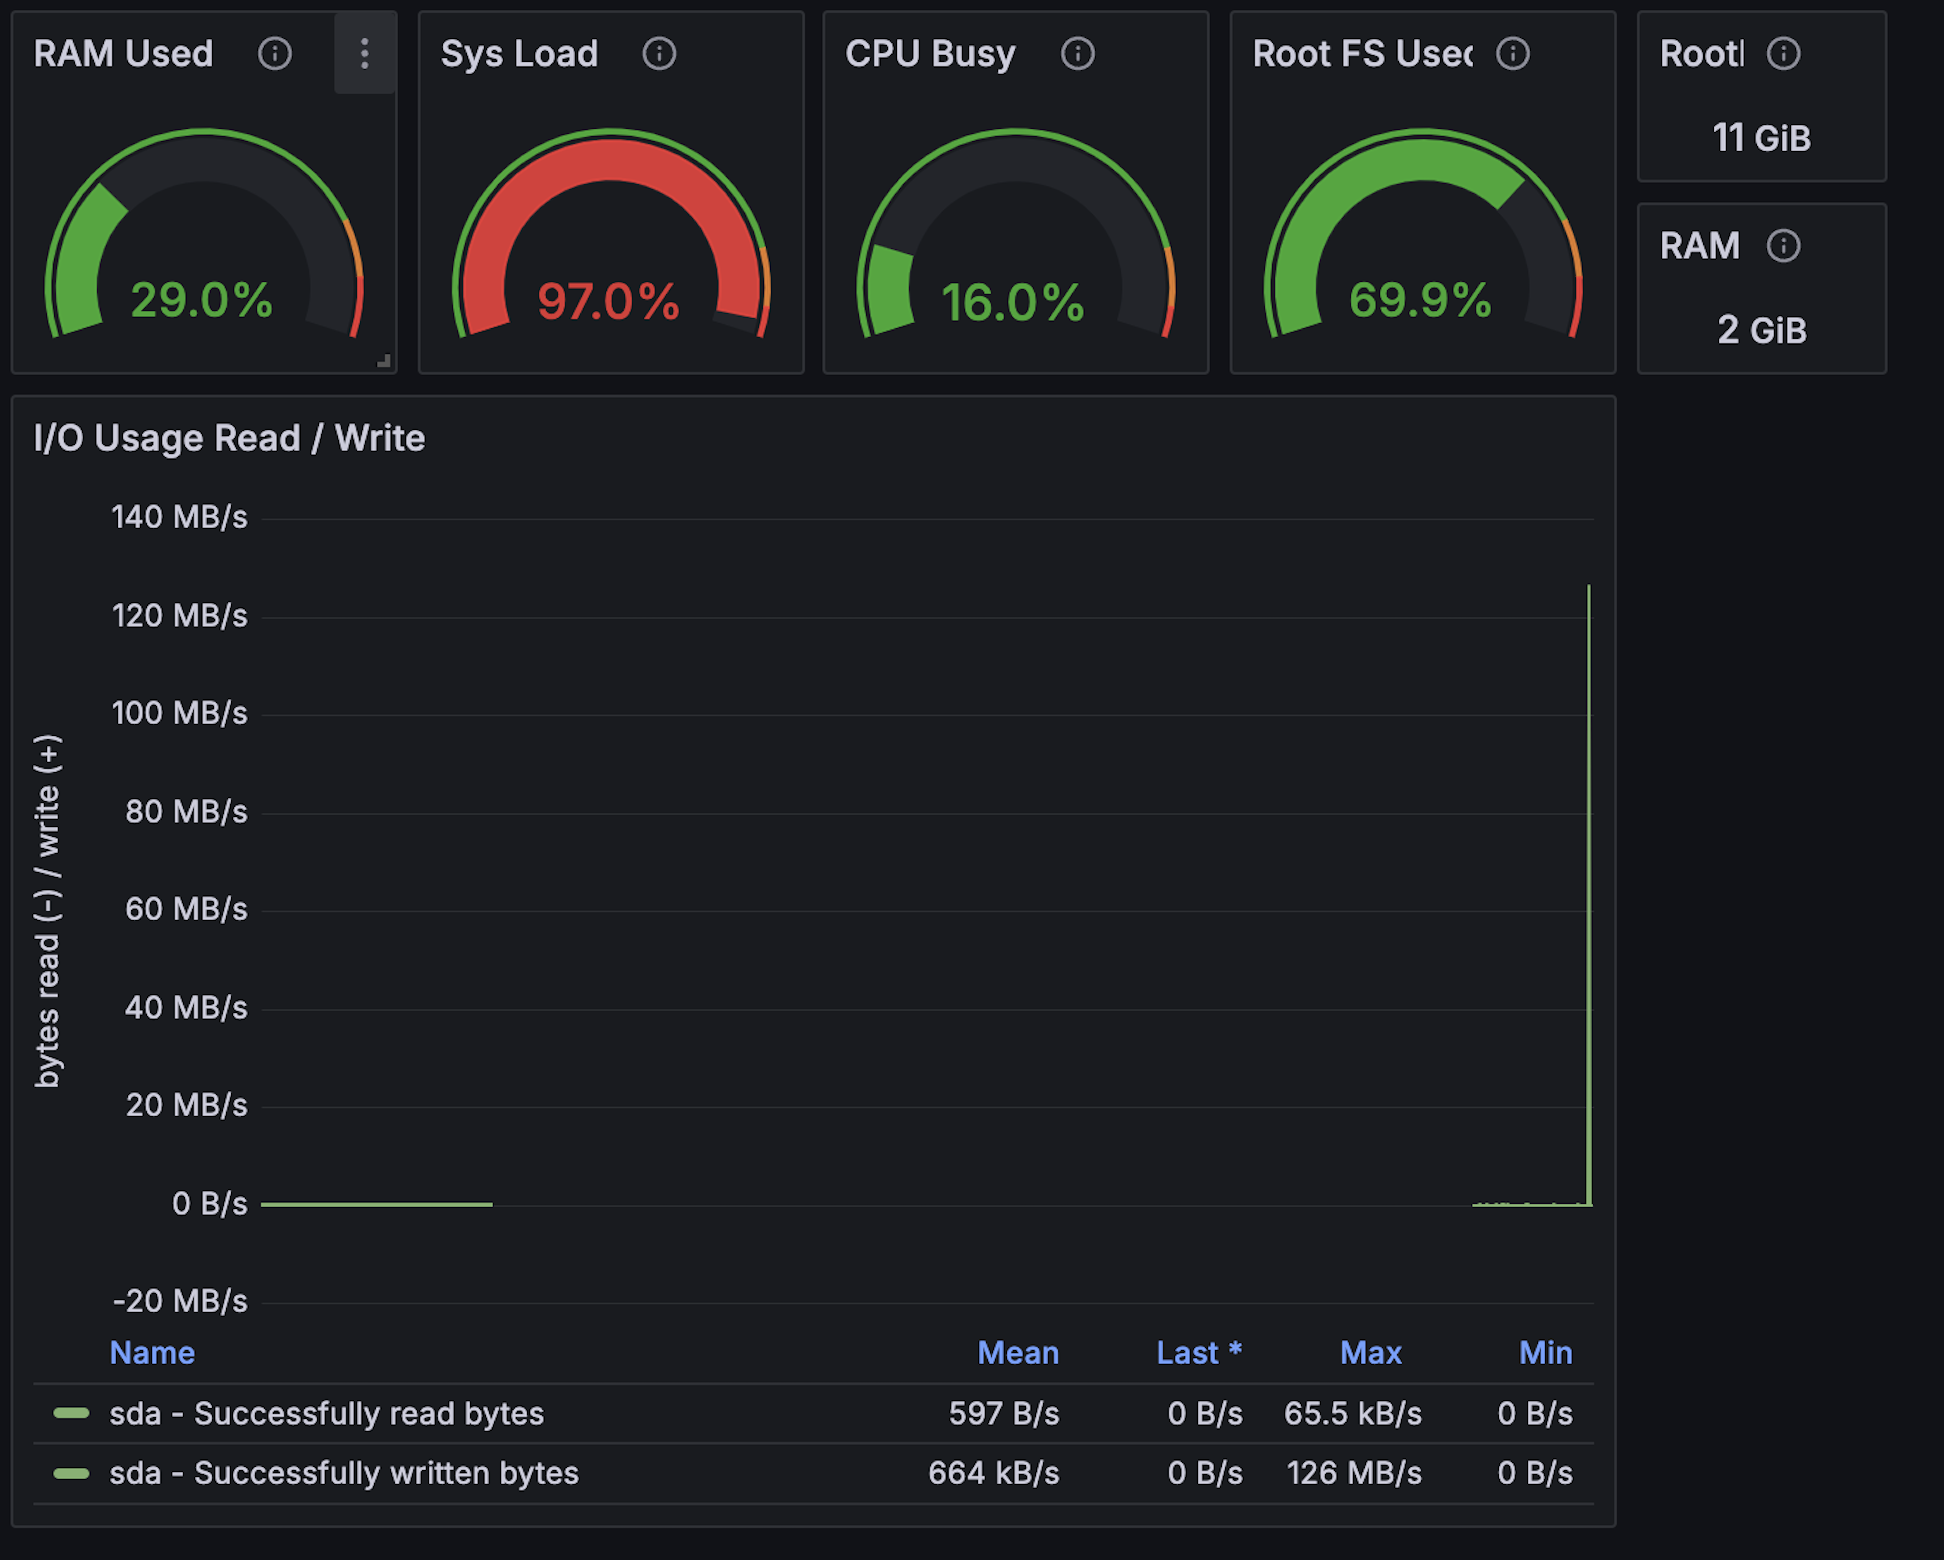 RAM Used
Sys Load
CPU Busy
Root FS Used
Root
29.0%
97.0%
16.0%
69.9%
11 GiB
RAM
2 GiB
I/O Usage Read / Write
bytes read (-) / write (+)
140 MB/s
120 MB/s
100 MB/s
80 MB/s
60 MB/s
40 MB/s
20 MB/s
0 B/s
-20 MB/s
Name Mean Last * Max Min
sda - Successfully read bytes 597 B/s 0 B/s 65.5 kB/s 0 B/s
sda - Successfully written bytes 664 kB/s 0 B/s 126 MB/s 0 B/s